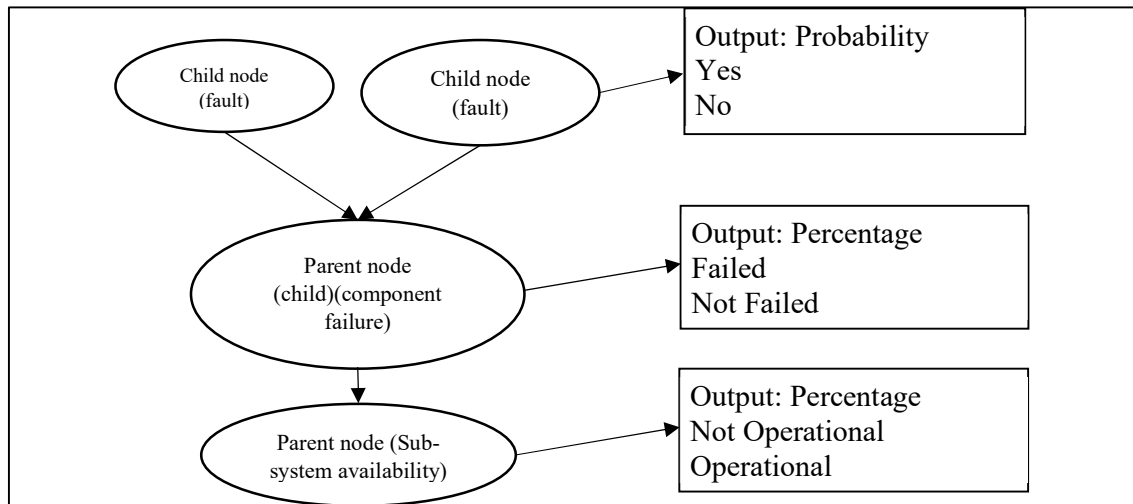 Child node
(fault)
Child node
(fault)
Output: Probability
Yes
No
Parent node
(child)(component
failure)
Output: Percentage
Failed
Not Failed
Parent node (Sub-
system availability)
Output: Percentage
Not Operational
Operational